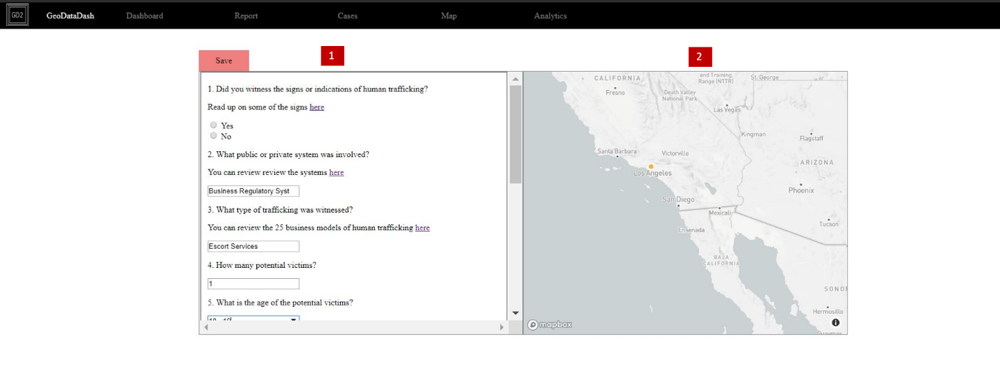 GD2
GeoDataDash
Dashboard
Report
Cases
Map
Analytics
1
2
Save
1. Did you witness the signs or indications of human trafficking?
Read up on some of the signs here
Yes
No
2. What public or private system was involved?
You can review review the systems here
Business Regulatory Syst
3. What type of trafficking was witnessed?
You can review the 25 business models of human trafficking here
Escort Services
4. How many potential victims?
1
5. What is the age of the potential victims?
CALIFORNIA
Fresno
Death Valley
National Park
and Training
Range (NTTR)
St. George
Las Vegas
Kingman
Flagstaff
Santa Barbara
Victorville
Los Angeles
ARIZONA
Phoenix
San Diego
Mexicali
Ensenada
Tucson
BAJA
CALIFORNIA
SONO
Hermosillo
Guaymas
mapbox